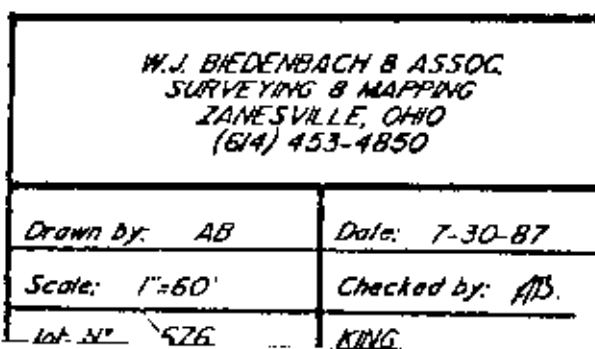 W.J. BIEDENBACH & ASSOC.
SURVEYING & MAPPING
ZANESVILLE, OHIO
(614) 453-4850
Drawn by: AB Date: 7-30-87
Scale: 1"=60' Checked by: AB.
KING